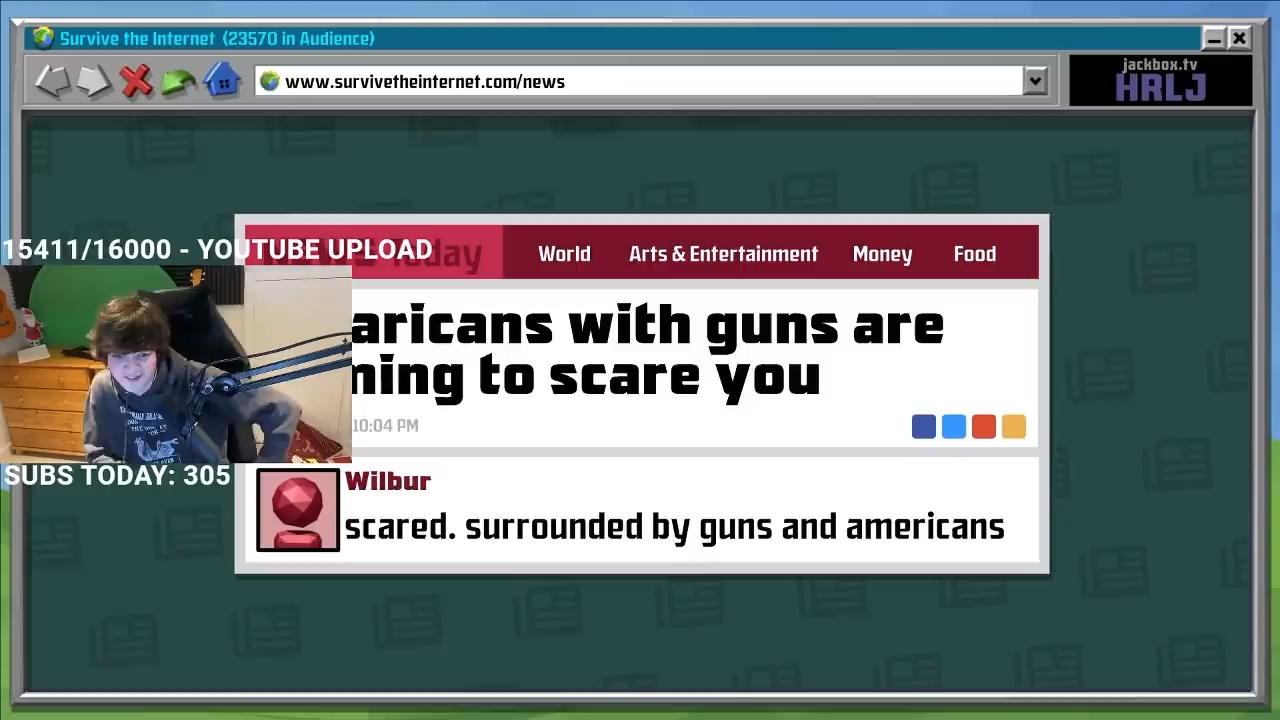 Survive the Internet (23570 in Audience)
www.survivetheinternet.com/news
jackbox.tv
HRLJ
15411/16000 - YOUTUBE UPLOAD
Today
World Arts & Entertainment Money Food
aricans with guns are
ning to scare you
10:04 PM
SUBS TODAY: 305
Wilbur
scared. surrounded by guns and americans